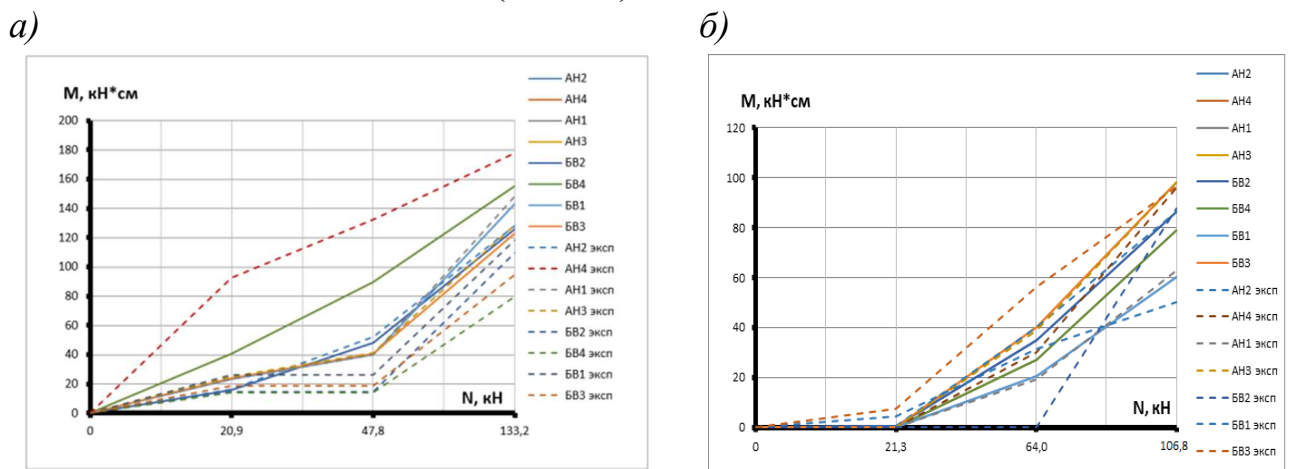 а)
б)
М, кН*см
200
180
160
140
120
100
80
60
40
20
0
0
20,9
47,8
133,2
N, кН
АН2
АН4
АН1
АН3
БВ2
БВ4
БВ1
БВ3
АН2 эксп
АН4 эксп
АН1 эксп
АН3 эксп
БВ2 эксп
БВ4 эксп
БВ1 эксп
БВ3 эксп
М, кН*см
120
100
80
60
40
20
0
0
21,3
64,0
106,8
N, кН
АН2
АН4
АН1
АН3
БВ2
БВ4
БВ1
БВ3
АН2 эксп
АН4 эксп
АН1 эксп
АН3 эксп
БВ2 эксп
БВ1 эксп
БВ3 эксп